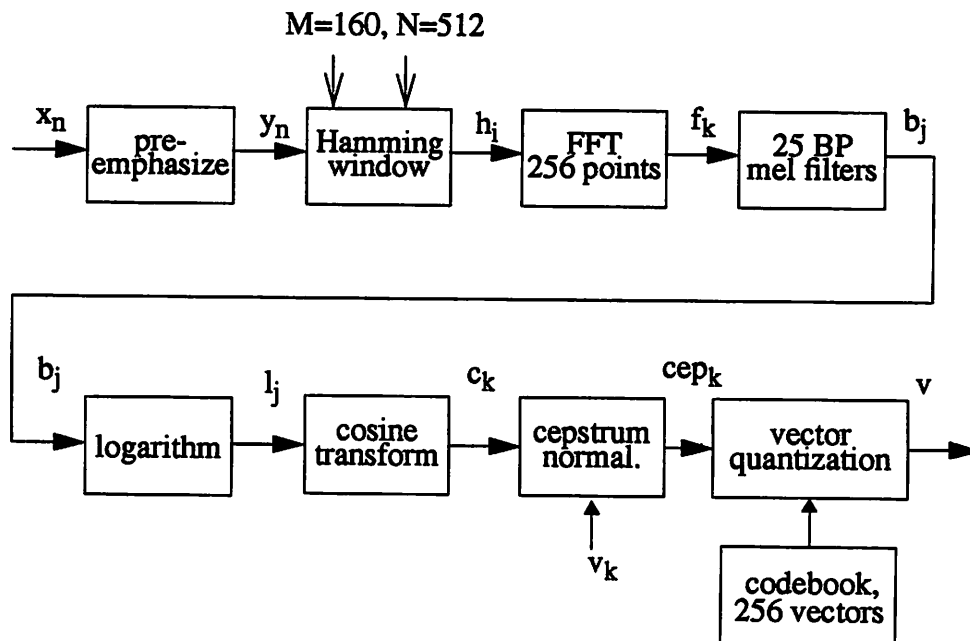 M=160, N=512
x_n
pre-
emphasize
y_n
Hamming
window
h_i
FFT
256 points
f_k
25 BP
mel filters
b_j
b_j
logarithm
l_j
cosine
transform
c_k
cepstrum
normal.
cep_k
vector
quantization
v
v_k
codebook,
256 vectors